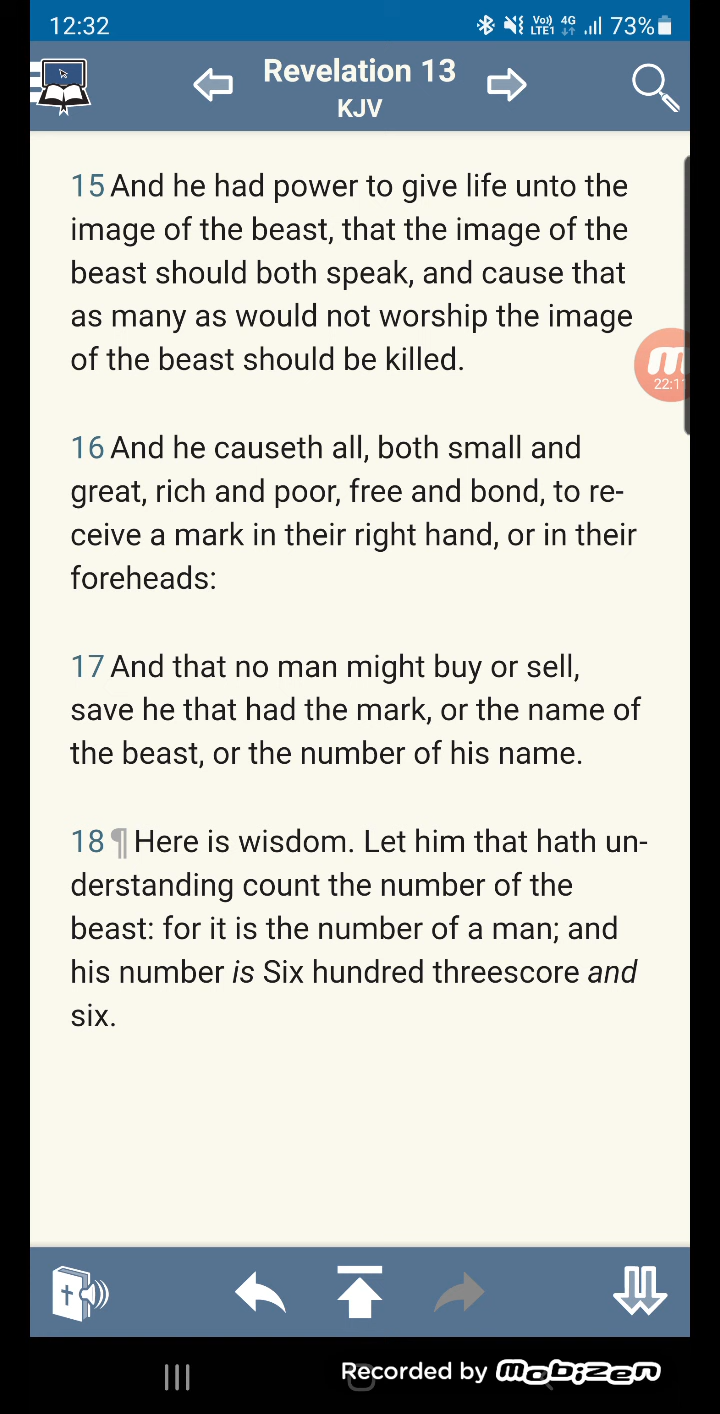 12:32
Vo)) 4G
LTE1
73%
Revelation 13
KJV
15 And he had power to give life unto the
image of the beast, that the image of the
beast should both speak, and cause that
as many as would not worship the image
of the beast should be killed.
22:11
16 And he causeth all, both small and
great, rich and poor, free and bond, to re-
ceive a mark in their right hand, or in their
foreheads:
17 And that no man might buy or sell,
save he that had the mark, or the name of
the beast, or the number of his name.
18 ¶ Here is wisdom. Let him that hath un-
derstanding count the number of the
beast: for it is the number of a man; and
his number is Six hundred threescore and
six.
Recorded by Mobizen